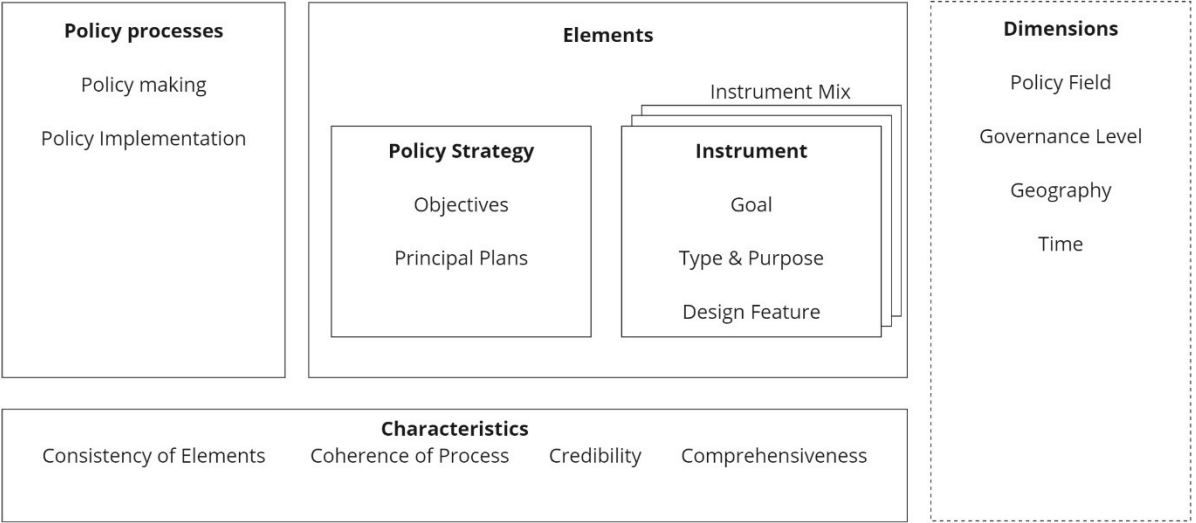 Policy processes
Policy making
Policy Implementation
Elements
Instrument Mix
Policy Strategy
Objectives
Principal Plans
Instrument
Goal
Type & Purpose
Design Feature
Dimensions
Policy Field
Governance Level
Geography
Time
Characteristics
Consistency of Elements Coherence of Process Credibility Comprehensiveness